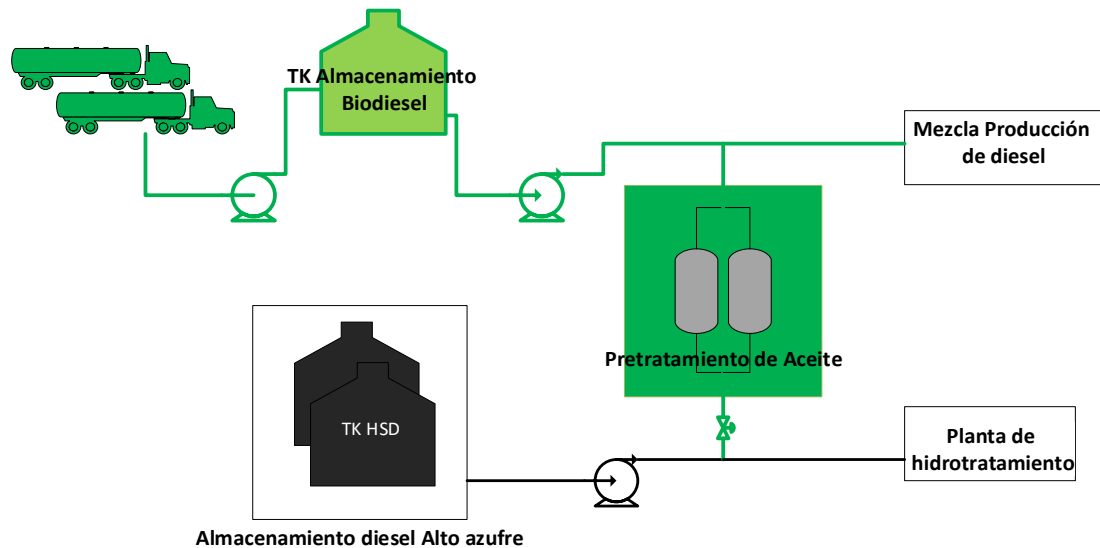 TK Almacenamiento
Biodiesel
Mezcla Producción
de diesel
Pretratamiento de Aceite
TK HSD
Planta de
hidrotratamiento
Almacenamiento diesel Alto azufre